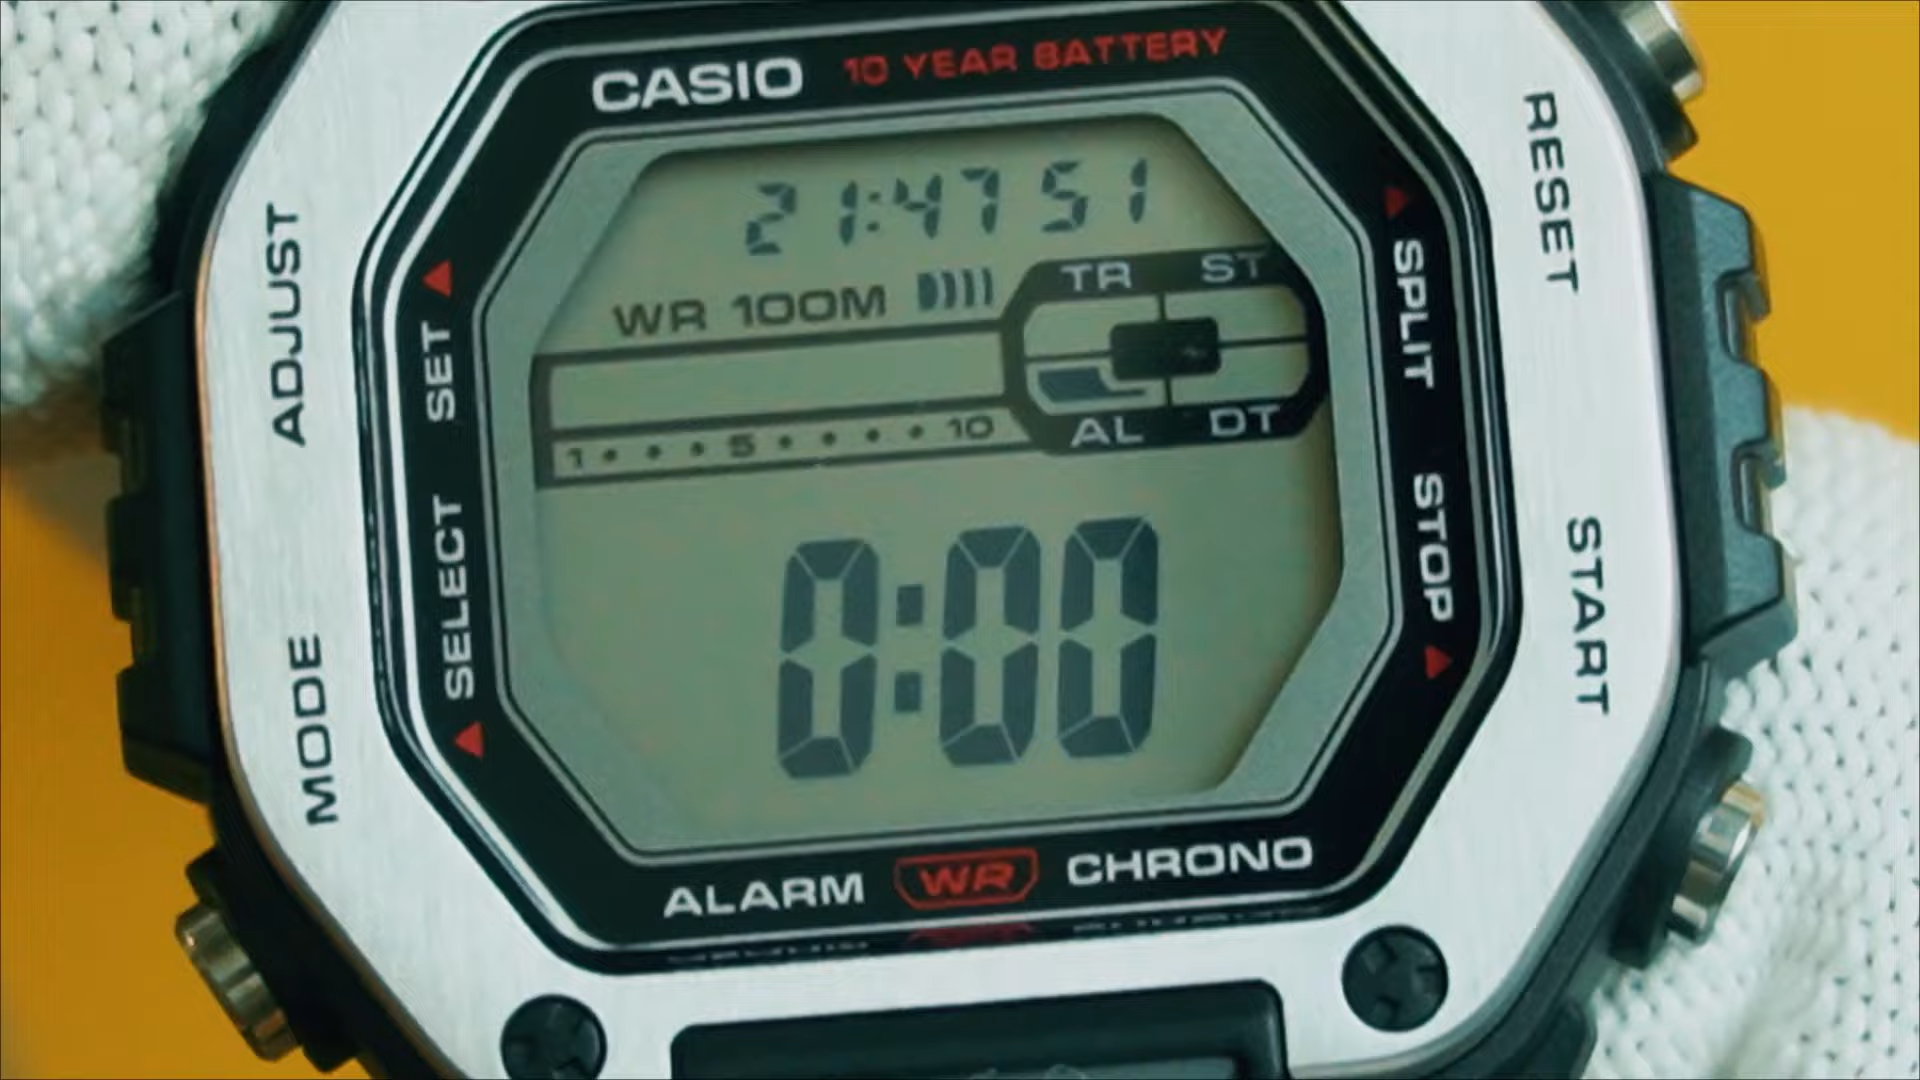 CASIO 10 YEAR BATTERY
21:47 51
WR 100M
TR ST
1 • • • 5 • • • • 10
AL DT
0:00
ALARM WR CHRONO
ADJUST
MODE
SET
SELECT
SPLIT
STOP
RESET
START